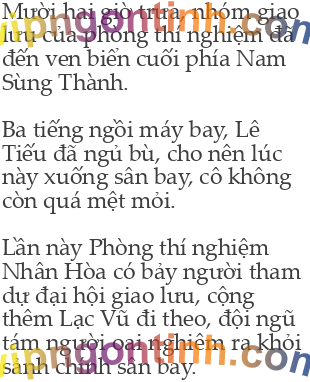 Mười hai giờ trưa, nhóm giao
lưu của phòng thí nghiệm đã
đến ven biển cuối phía Nam
Sùng Thành.
Ba tiếng ngồi máy bay, Lê
Tiếu đã ngủ bù, cho nên lúc
này xuống sân bay, cô không
còn quá mệt mỏi.
Lần này Phòng thí nghiệm
Nhân Hòa có bảy người tham
dự đại hội giao lưu, cộng
thêm Lạc Vũ đi theo, đội ngũ
tám người oai nghiêm ra khỏi
sảnh chính sân bay.